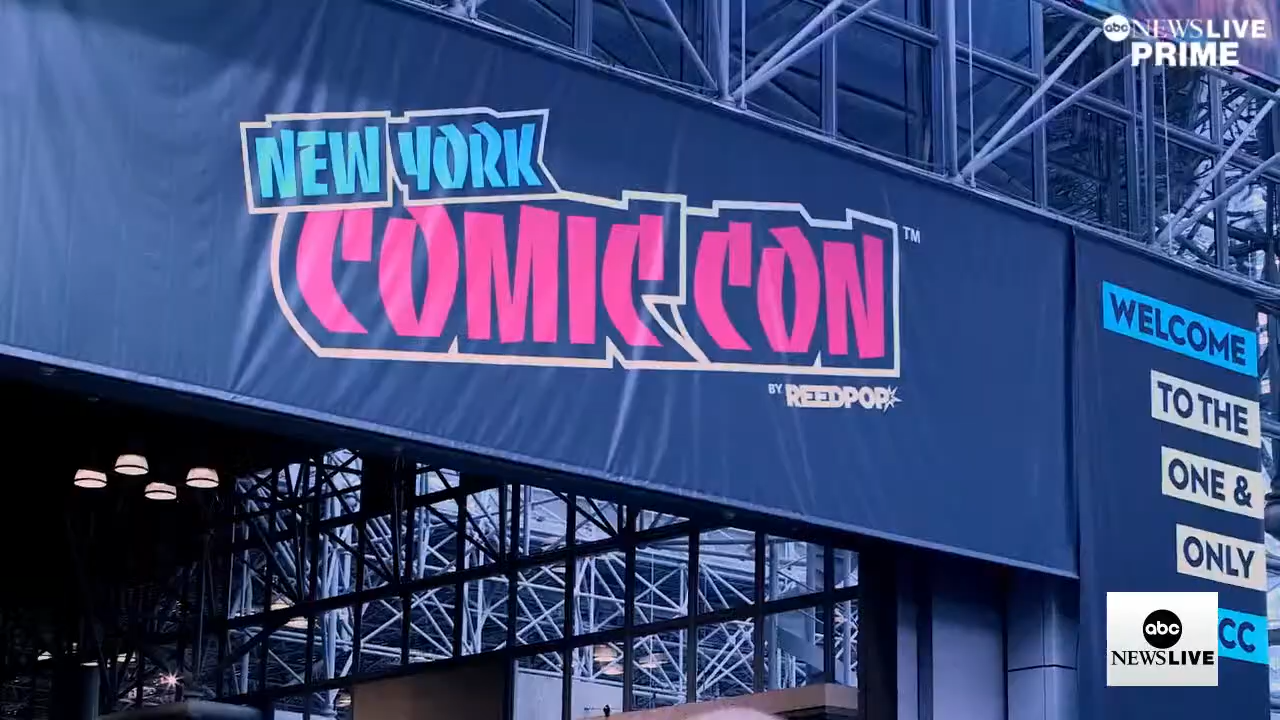 abc NEWS LIVE
PRIME
NEW YORK
COMIC CON
TM
BY REEDPOP
WELCOME
TO THE
ONE &
ONLY
CC
abc
NEWS LIVE